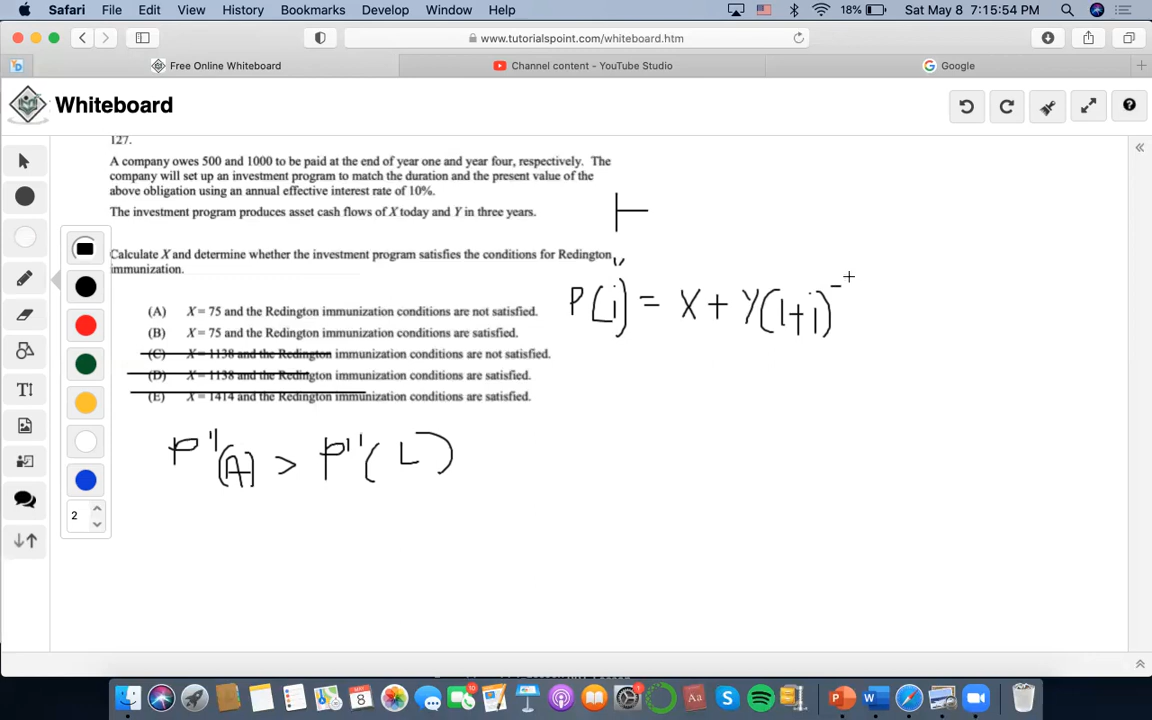 Safari File Edit View History Bookmarks Develop Window Help 18% Sat May 8 7:15:54 PM
www.tutorialspoint.com/whiteboard.htm
Free Online Whiteboard Channel content - YouTube Studio Google
Whiteboard
127.
A company owes 500 and 1000 to be paid at the end of year one and year four, respectively. The
company will set up an investment program to match the duration and the present value of the
above obligation using an annual effective interest rate of 10%.
The investment program produces asset cash flows of X today and Y in three years.
Calculate X and determine whether the investment program satisfies the conditions for Redington
immunization.
(A) X = 75 and the Redington immunization conditions are not satisfied.
(B) X = 75 and the Redington immunization conditions are satisfied.
(C) X = 1138 and the Redington immunization conditions are not satisfied.
(D) X = 1138 and the Redington immunization conditions are satisfied.
(E) X = 1414 and the Redington immunization conditions are satisfied.
P(i) = X + Y(1+i)⁻
P"(A) > P"(L)
2